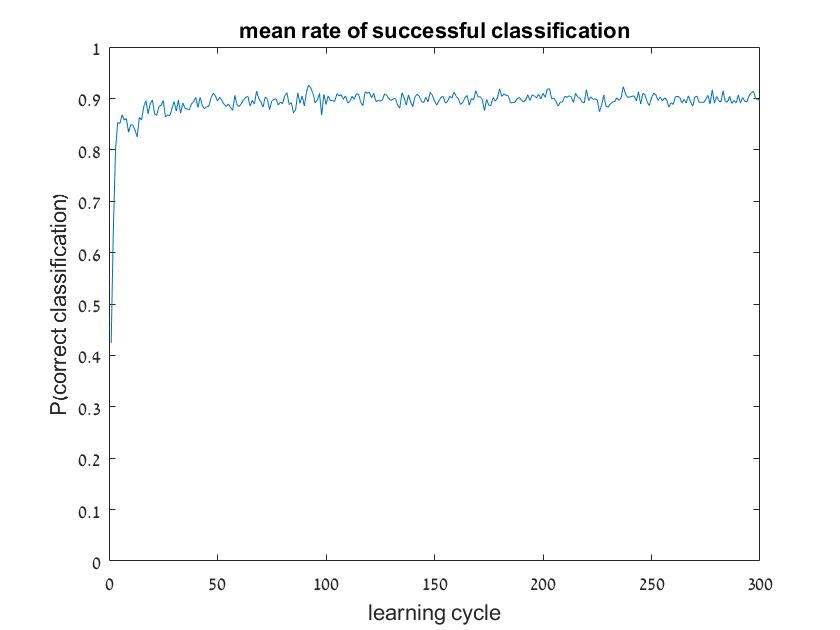 mean rate of successful classification
1
0.9
0.8
0.7
0.6
0.5
0.4
0.3
0.2
0.1
0
P(correct classification)
0 50 100 150 200 250 300
learning cycle